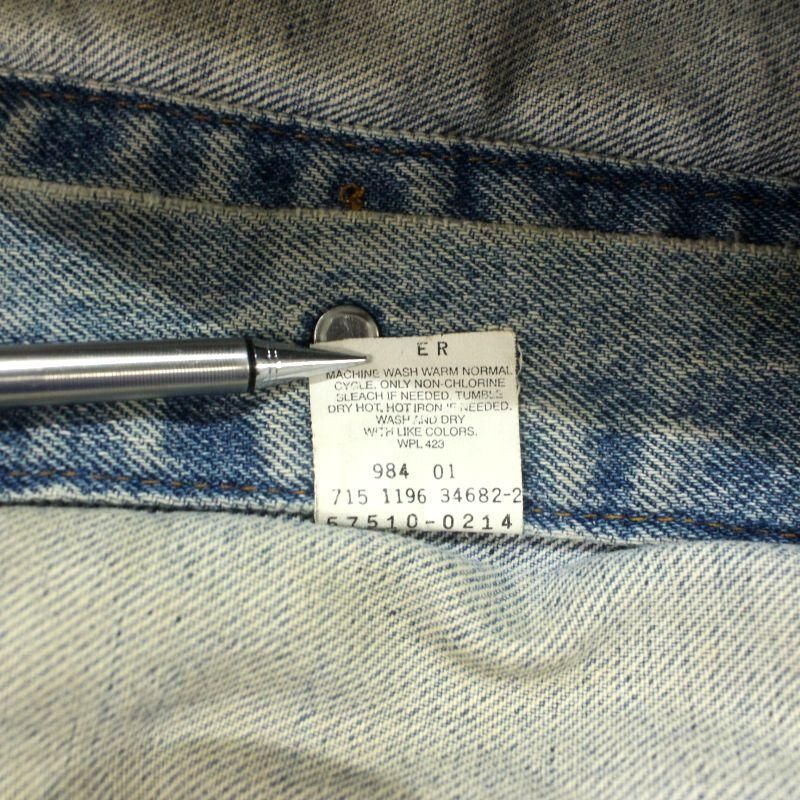 ER
MACHINE WASH WARM NORMAL
CYCLE. ONLY NON-CHLORINE
BLEACH IF NEEDED. TUMBLE
DRY HOT. HOT IRON IF NEEDED.
WASH AND DRY
WITH LIKE COLORS.
WPL 423
984 01
715 1196 34682-2
57510-0214